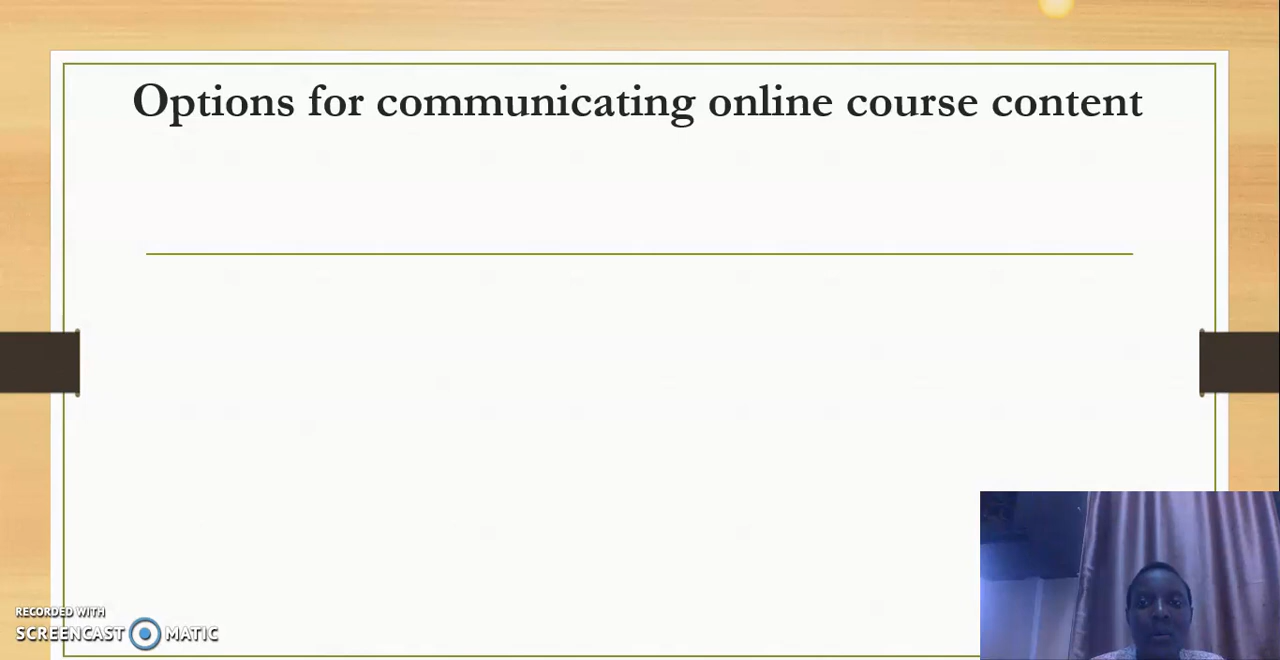 Options for communicating online course content
RECORDED WITH
SCREENCAST MATIC